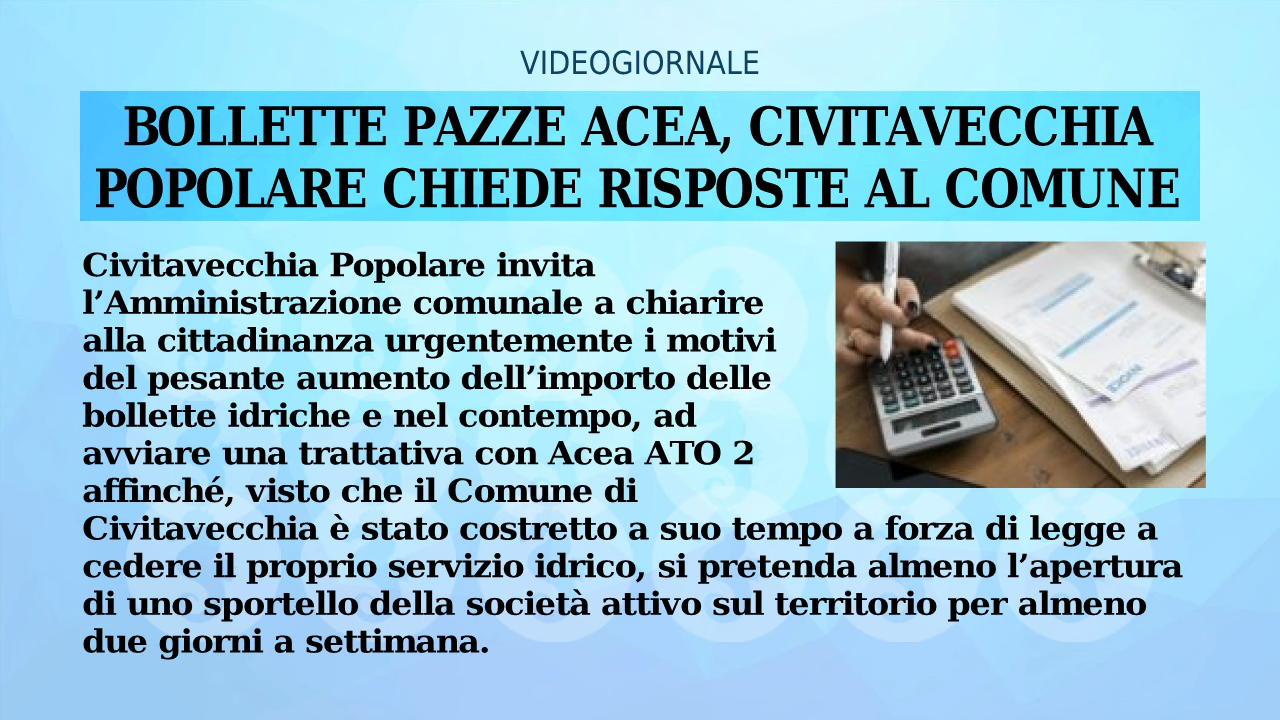 VIDEOGIORNALE
BOLLETTE PAZZE ACEA, CIVITAVECCHIA
POPOLARE CHIEDE RISPOSTE AL COMUNE
Civitavecchia Popolare invita
l’Amministrazione comunale a chiarire
alla cittadinanza urgentemente i motivi
del pesante aumento dell’importo delle
bollette idriche e nel contempo, ad
avviare una trattativa con Acea ATO 2
affinché, visto che il Comune di
Civitavecchia è stato costretto a suo tempo a forza di legge a
cedere il proprio servizio idrico, si pretenda almeno l’apertura
di uno sportello della società attivo sul territorio per almeno
due giorni a settimana.